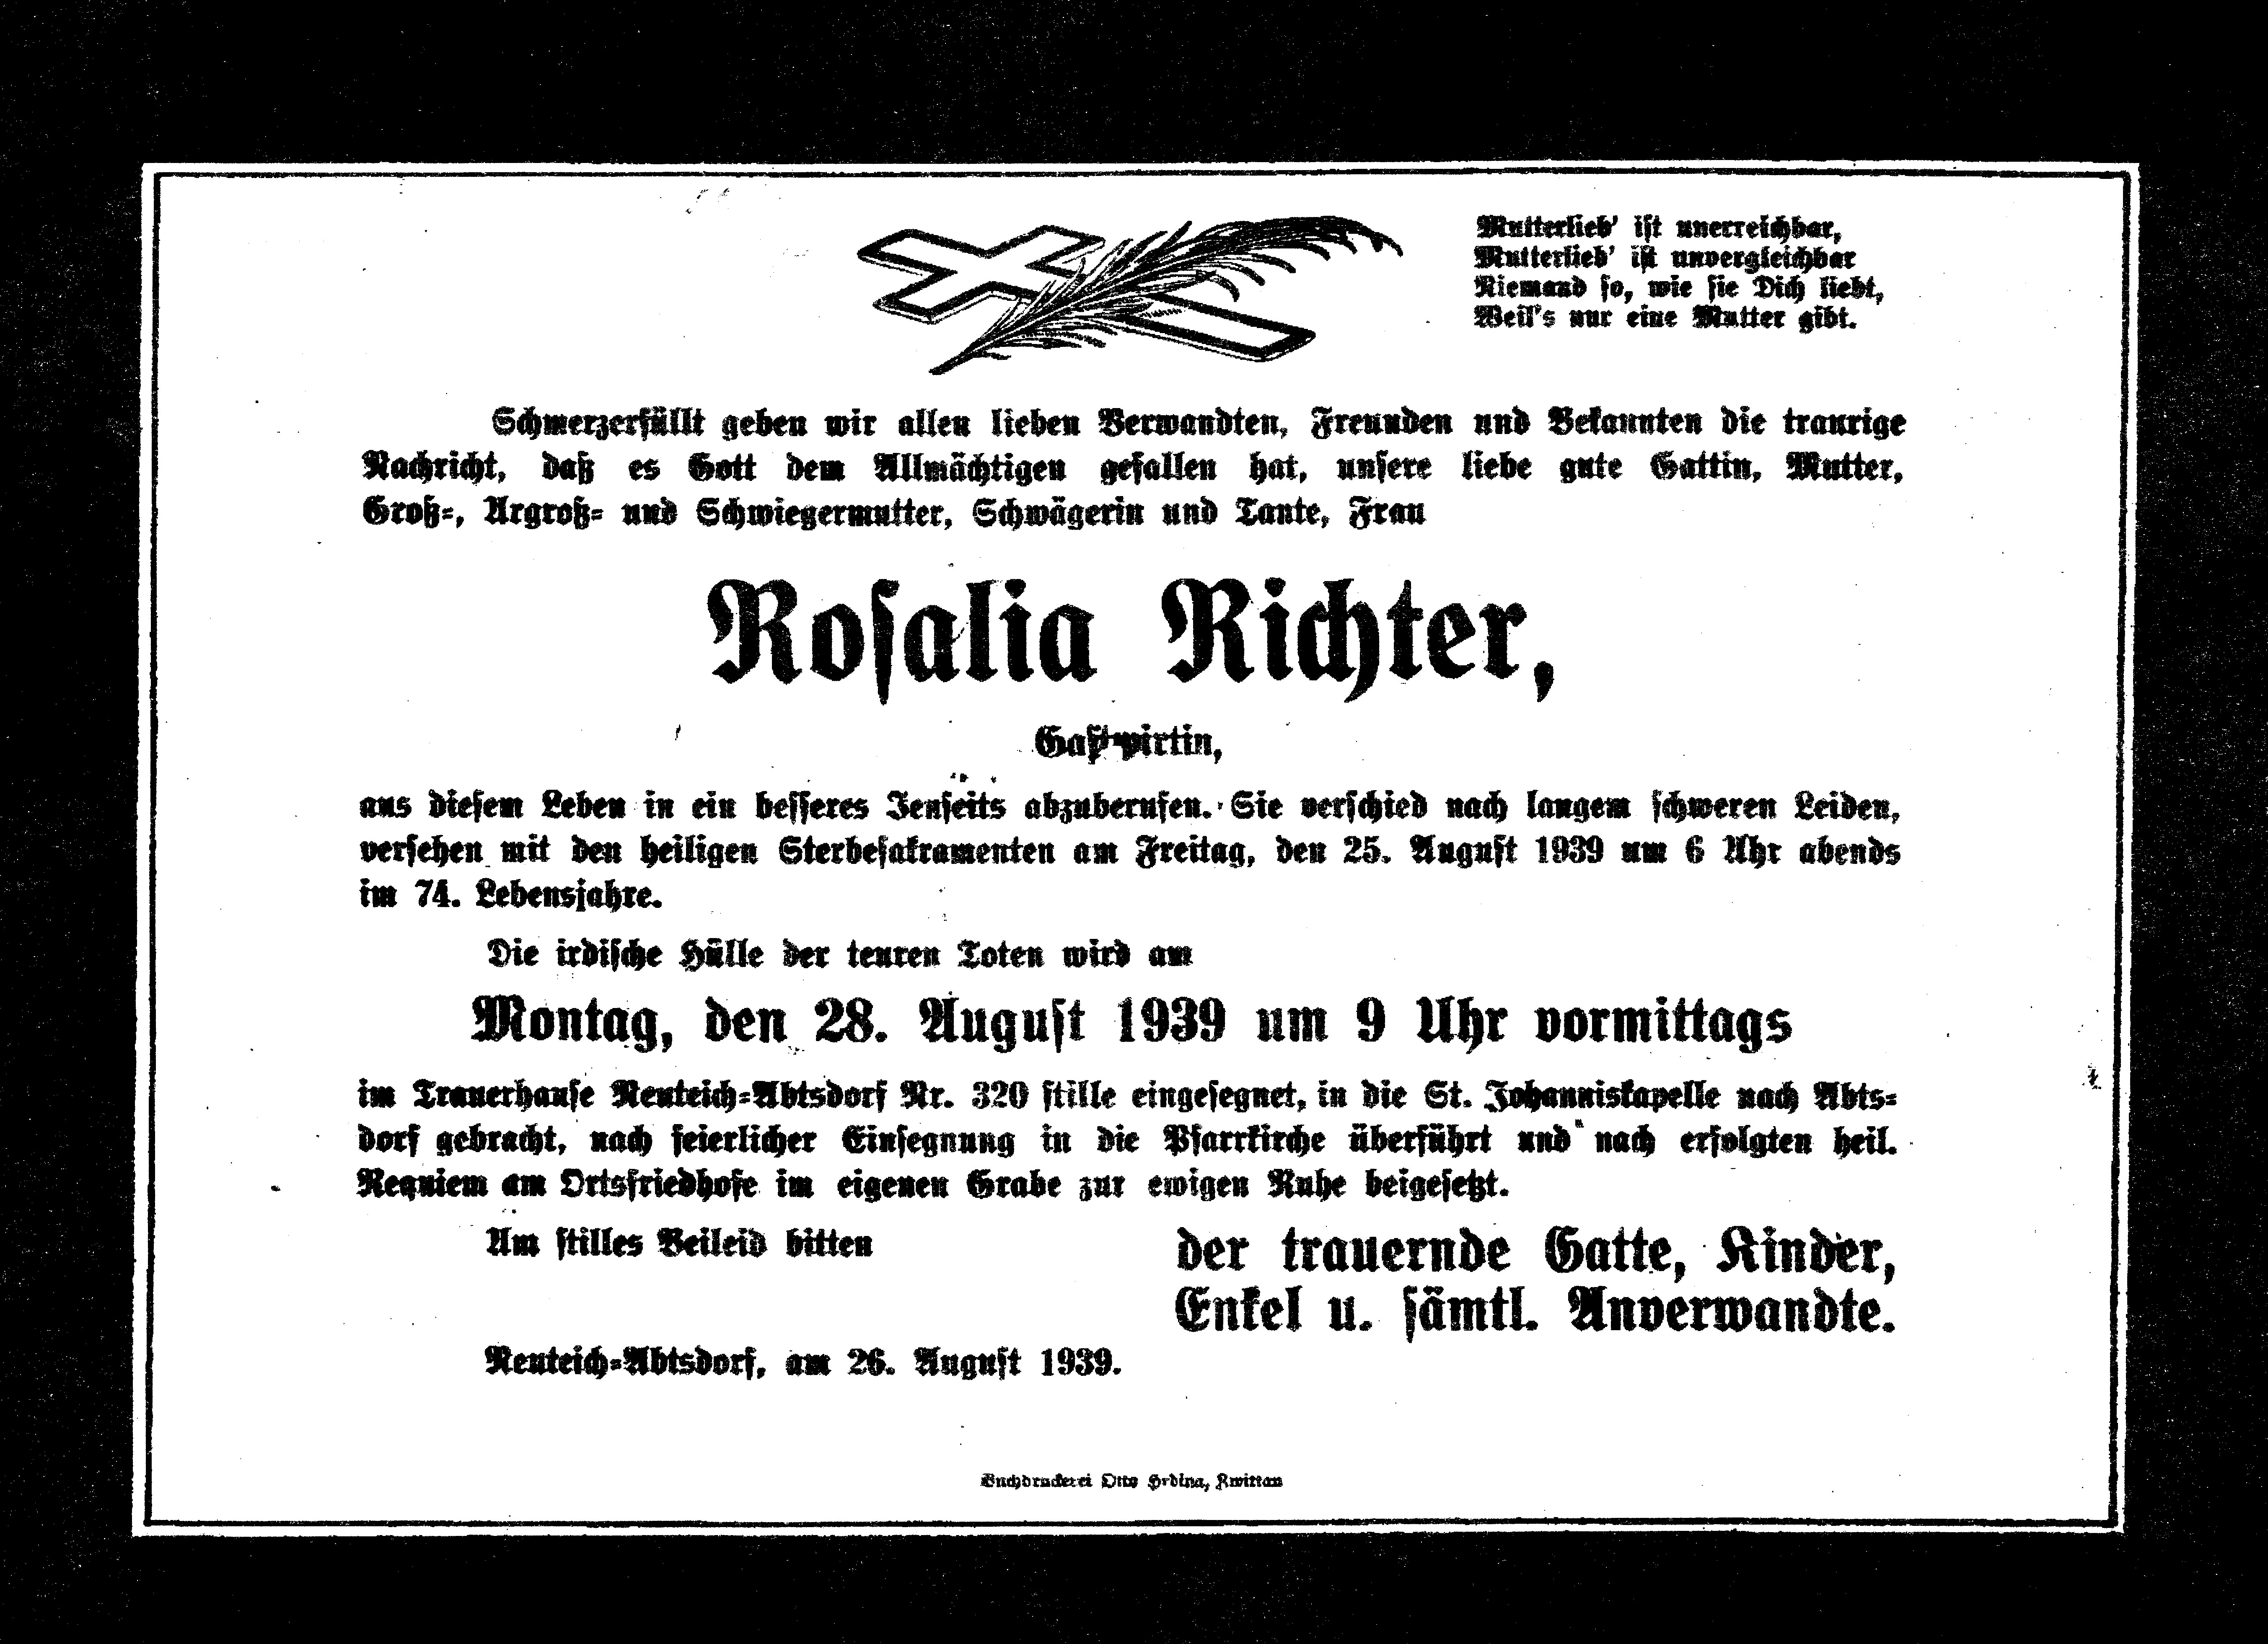 Mutterlieb' ist unerreichbar,
Mutterlieb' ist unvergleichbar
Niemand so, wie sie Dich liebt,
Weil's nur eine Mutter gibt.
Schmerzerfüllt geben wir allen lieben Verwandten, Freunden und Bekannten die traurige
Nachricht, daß es Gott dem Allmächtigen gefallen hat, unsere liebe gute Gattin, Mutter,
Groß-, Urgroß- und Schwiegermutter, Schwägerin und Tante, Frau
Rosalia Richter,
Gastwirtin,
aus diesem Leben in ein besseres Jenseits abzuberufen. Sie verschied nach langem schweren Leiden,
versehen mit den heiligen Sterbesakramenten am Freitag, den 25. August 1939 um 6 Uhr abends
im 74. Lebensjahre.
Die irdische Hülle der teuren Toten wird am
Montag, den 28. August 1939 um 9 Uhr vormittags
im Trauerhause Neuteich-Abtsdorf Nr. 320 stille eingesegnet, in die St. Johanniskapelle nach Abts-
dorf gebracht, nach feierlicher Einsegnung in die Pfarrkirche überführt und nach erfolgten heil.
Requiem am Ortsfriedhofe im eigenen Grabe zur ewigen Ruhe beigesetzt.
Um stilles Beileid bitten
der trauernde Gatte, Kinder,
Enkel u. sämtl. Anverwandte.
Neuteich-Abtsdorf, am 26. August 1939.
Buchdruckerei Otto Hrdina, Zwittau